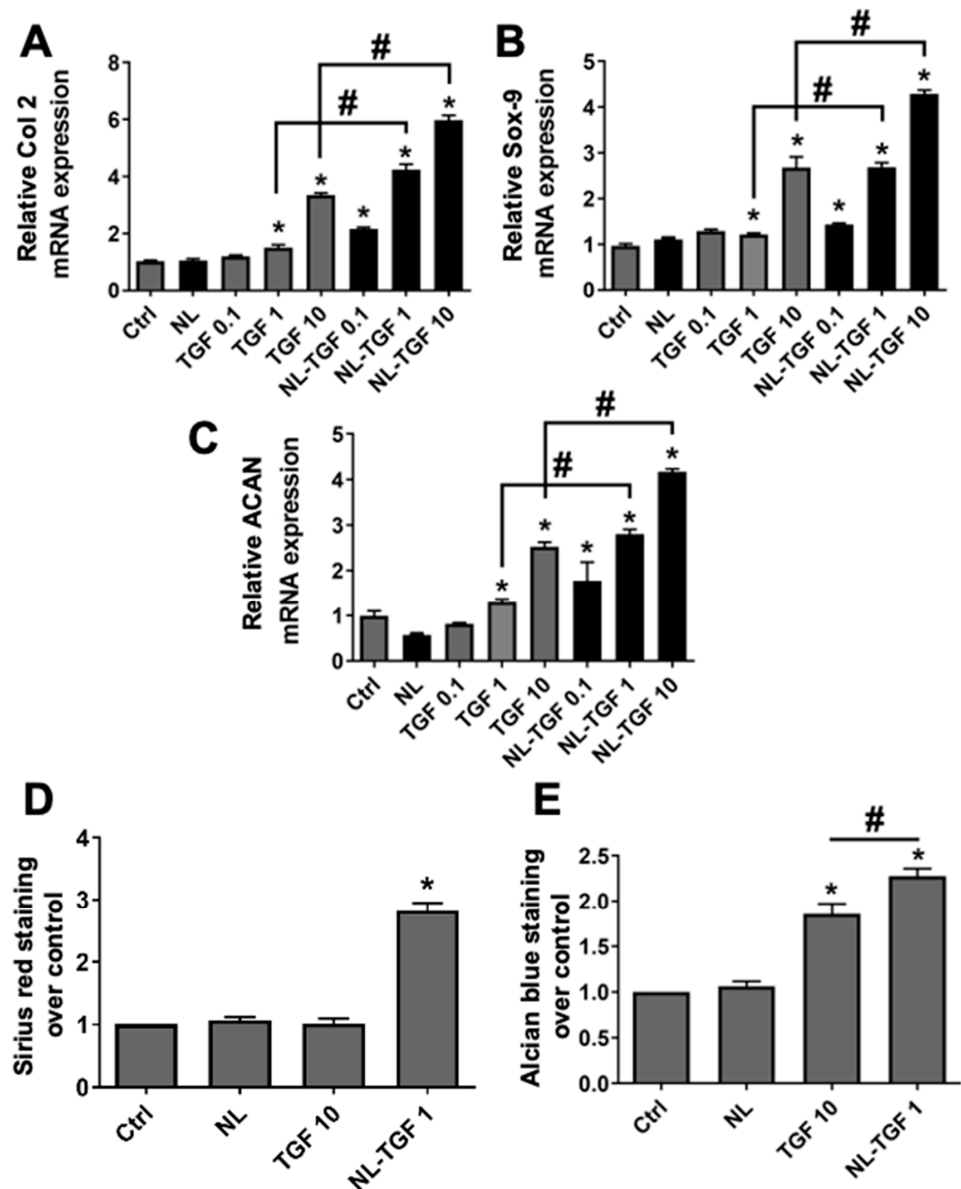 A
Relative Col 2
mRNA expression
8
6
4
2
0
#
#
*
*
*
*
*
Ctrl
NL
TGF 0.1
TGF 1
TGF 10
NL-TGF 0.1
NL-TGF 1
NL-TGF 10
B
Relative Sox-9
mRNA expression
5
4
3
2
1
0
#
#
*
*
*
*
*
Ctrl
NL
TGF 0.1
TGF 1
TGF 10
NL-TGF 0.1
NL-TGF 1
NL-TGF 10
C
Relative ACAN
mRNA expression
5
4
3
2
1
0
#
#
*
*
*
*
*
Ctrl
NL
TGF 0.1
TGF 1
TGF 10
NL-TGF 0.1
NL-TGF 1
NL-TGF 10
D
Sirius red staining
over control
4
3
2
1
0
*
Ctrl
NL
TGF 10
NL-TGF 1
E
Alcian blue staining
over control
2.5
2.0
1.5
1.0
0.5
0.0
#
*
*
Ctrl
NL
TGF 10
NL-TGF 1